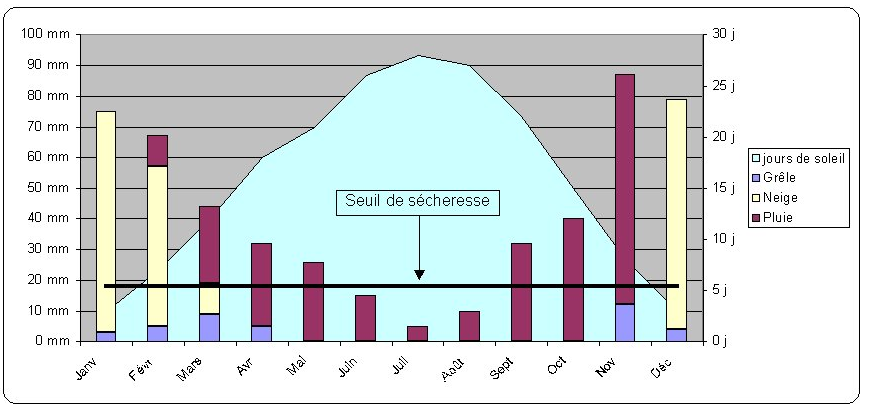 100 mm
90 mm
80 mm
70 mm
60 mm
50 mm
40 mm
30 mm
20 mm
10 mm
0 mm
30 j
25 j
20 j
15 j
10 j
5 j
0 j
Seuil de sécheresse
Janv
Févr
Mars
Avr
Mai
Juin
Juil
Août
Sept
Oct
Nov
Déc
jours de soleil
Grêle
Neige
Pluie